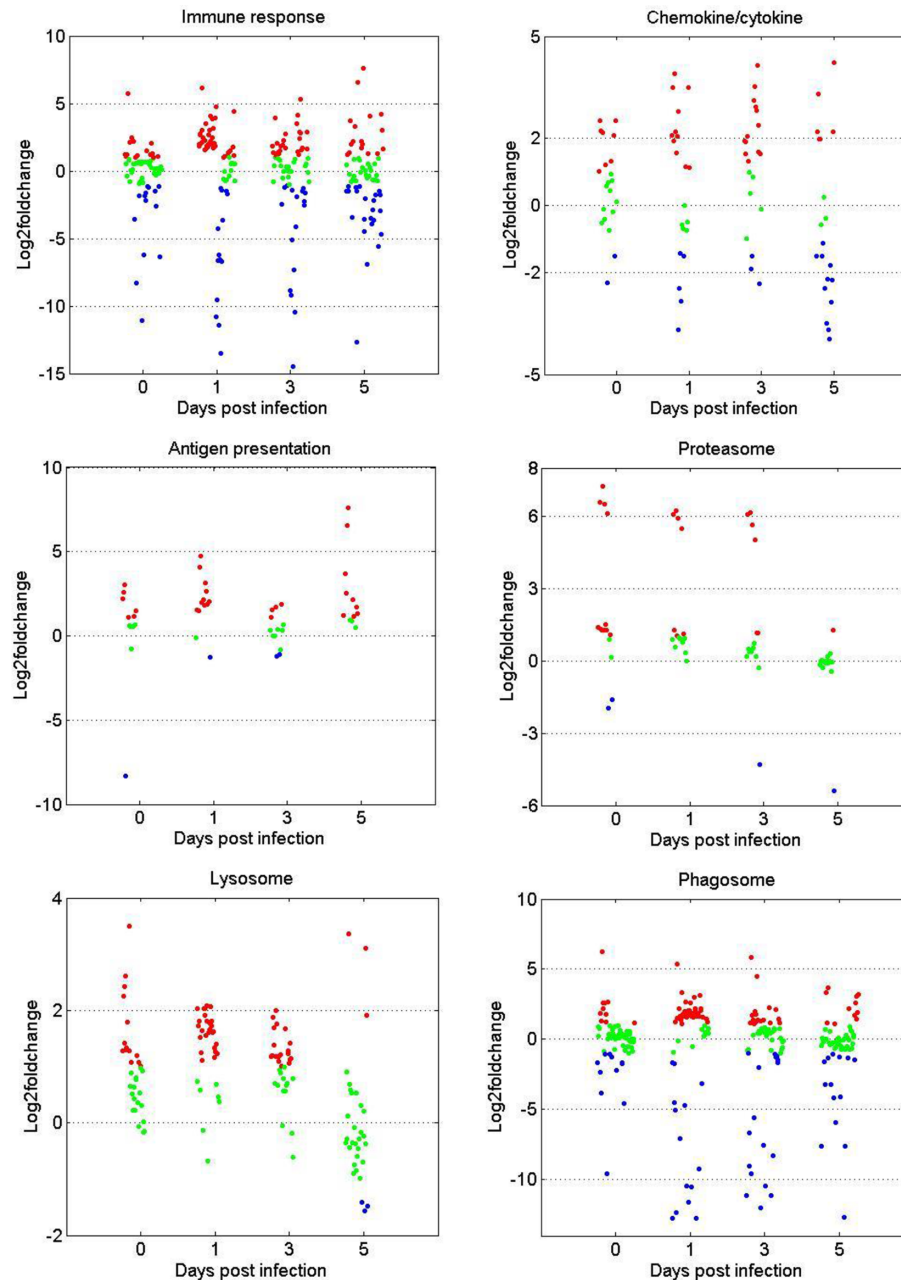 Immune response
10
5
0
-5
-10
-15
Log2foldchange
0 1 3 5
Days post infection
Chemokine/cytokine
5
2
0
-2
-5
Log2foldchange
0 1 3 5
Days post infection
Antigen presentation
10
5
0
-5
-10
Log2foldchange
0 1 3 5
Days post infection
Proteasome
8
6
3
0
-3
-6
Log2foldchange
0 1 3 5
Days post infection
Lysosome
4
2
0
-2
Log2foldchange
0 1 3 5
Days post infection
Phagosome
10
5
0
-5
-10
Log2foldchange
0 1 3 5
Days post infection